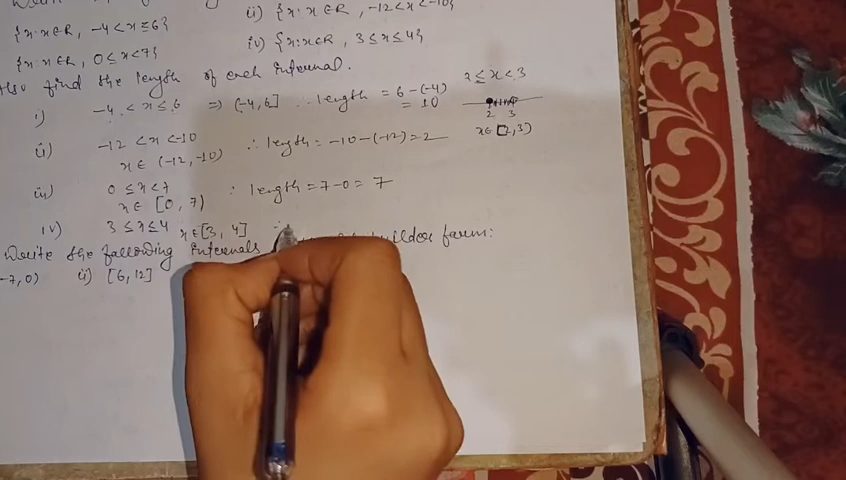 ii) {x: x ∈ R, -12 < x < -10}
{x: x ∈ R, -4 < x ≤ 6}
iv) {x: x ∈ R, 3 ≤ x ≤ 4}
{x: x ∈ R, 0 ≤ x < 7}
find the length of each interval.
i) -4 < x ≤ 6 => (-4, 6] ∴ length = 6 - (-4)
= 10
2 ≤ x < 3
2 3
ii) -12 < x < -10 ∴ length = -10 - (-12) = 2
x ∈ (-12, -10)
iii) 0 ≤ x < 7 ∴ length = 7 - 0 = 7
x ∈ [0, 7)
iv) 3 ≤ x ≤ 4 x ∈ [3, 4]
Write the following intervals form:
-7, 0) ii) [6, 12]